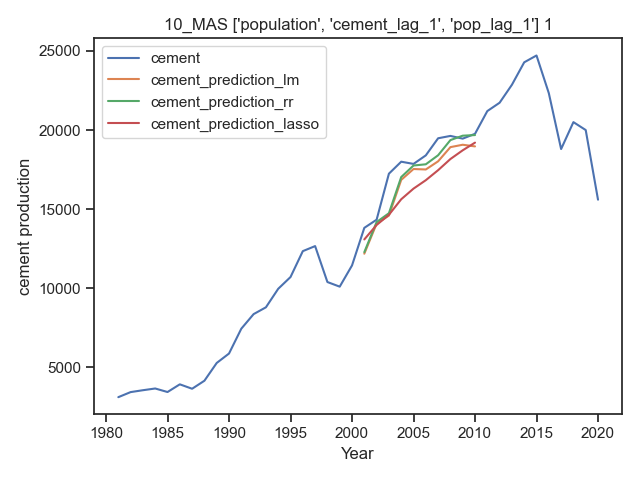 10_MAS ['population', 'cement_lag_1', 'pop_lag_1'] 1
cement
cement_prediction_lm
cement_prediction_rr
cement_prediction_lasso
cement production
25000
20000
15000
10000
5000
1980 1985 1990 1995 2000 2005 2010 2015 2020
Year